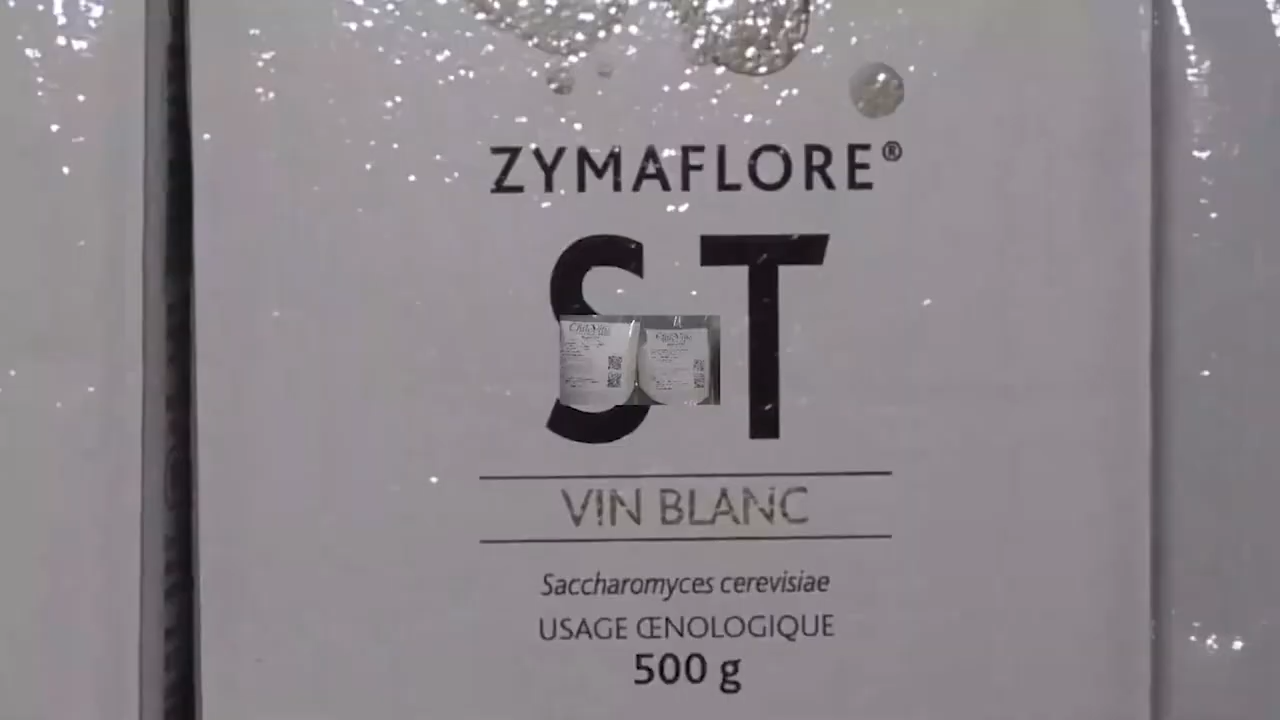 ZYMAFLORE®
ST
VIN BLANC
Saccharomyces cerevisiae
USAGE ŒNOLOGIQUE
500 g